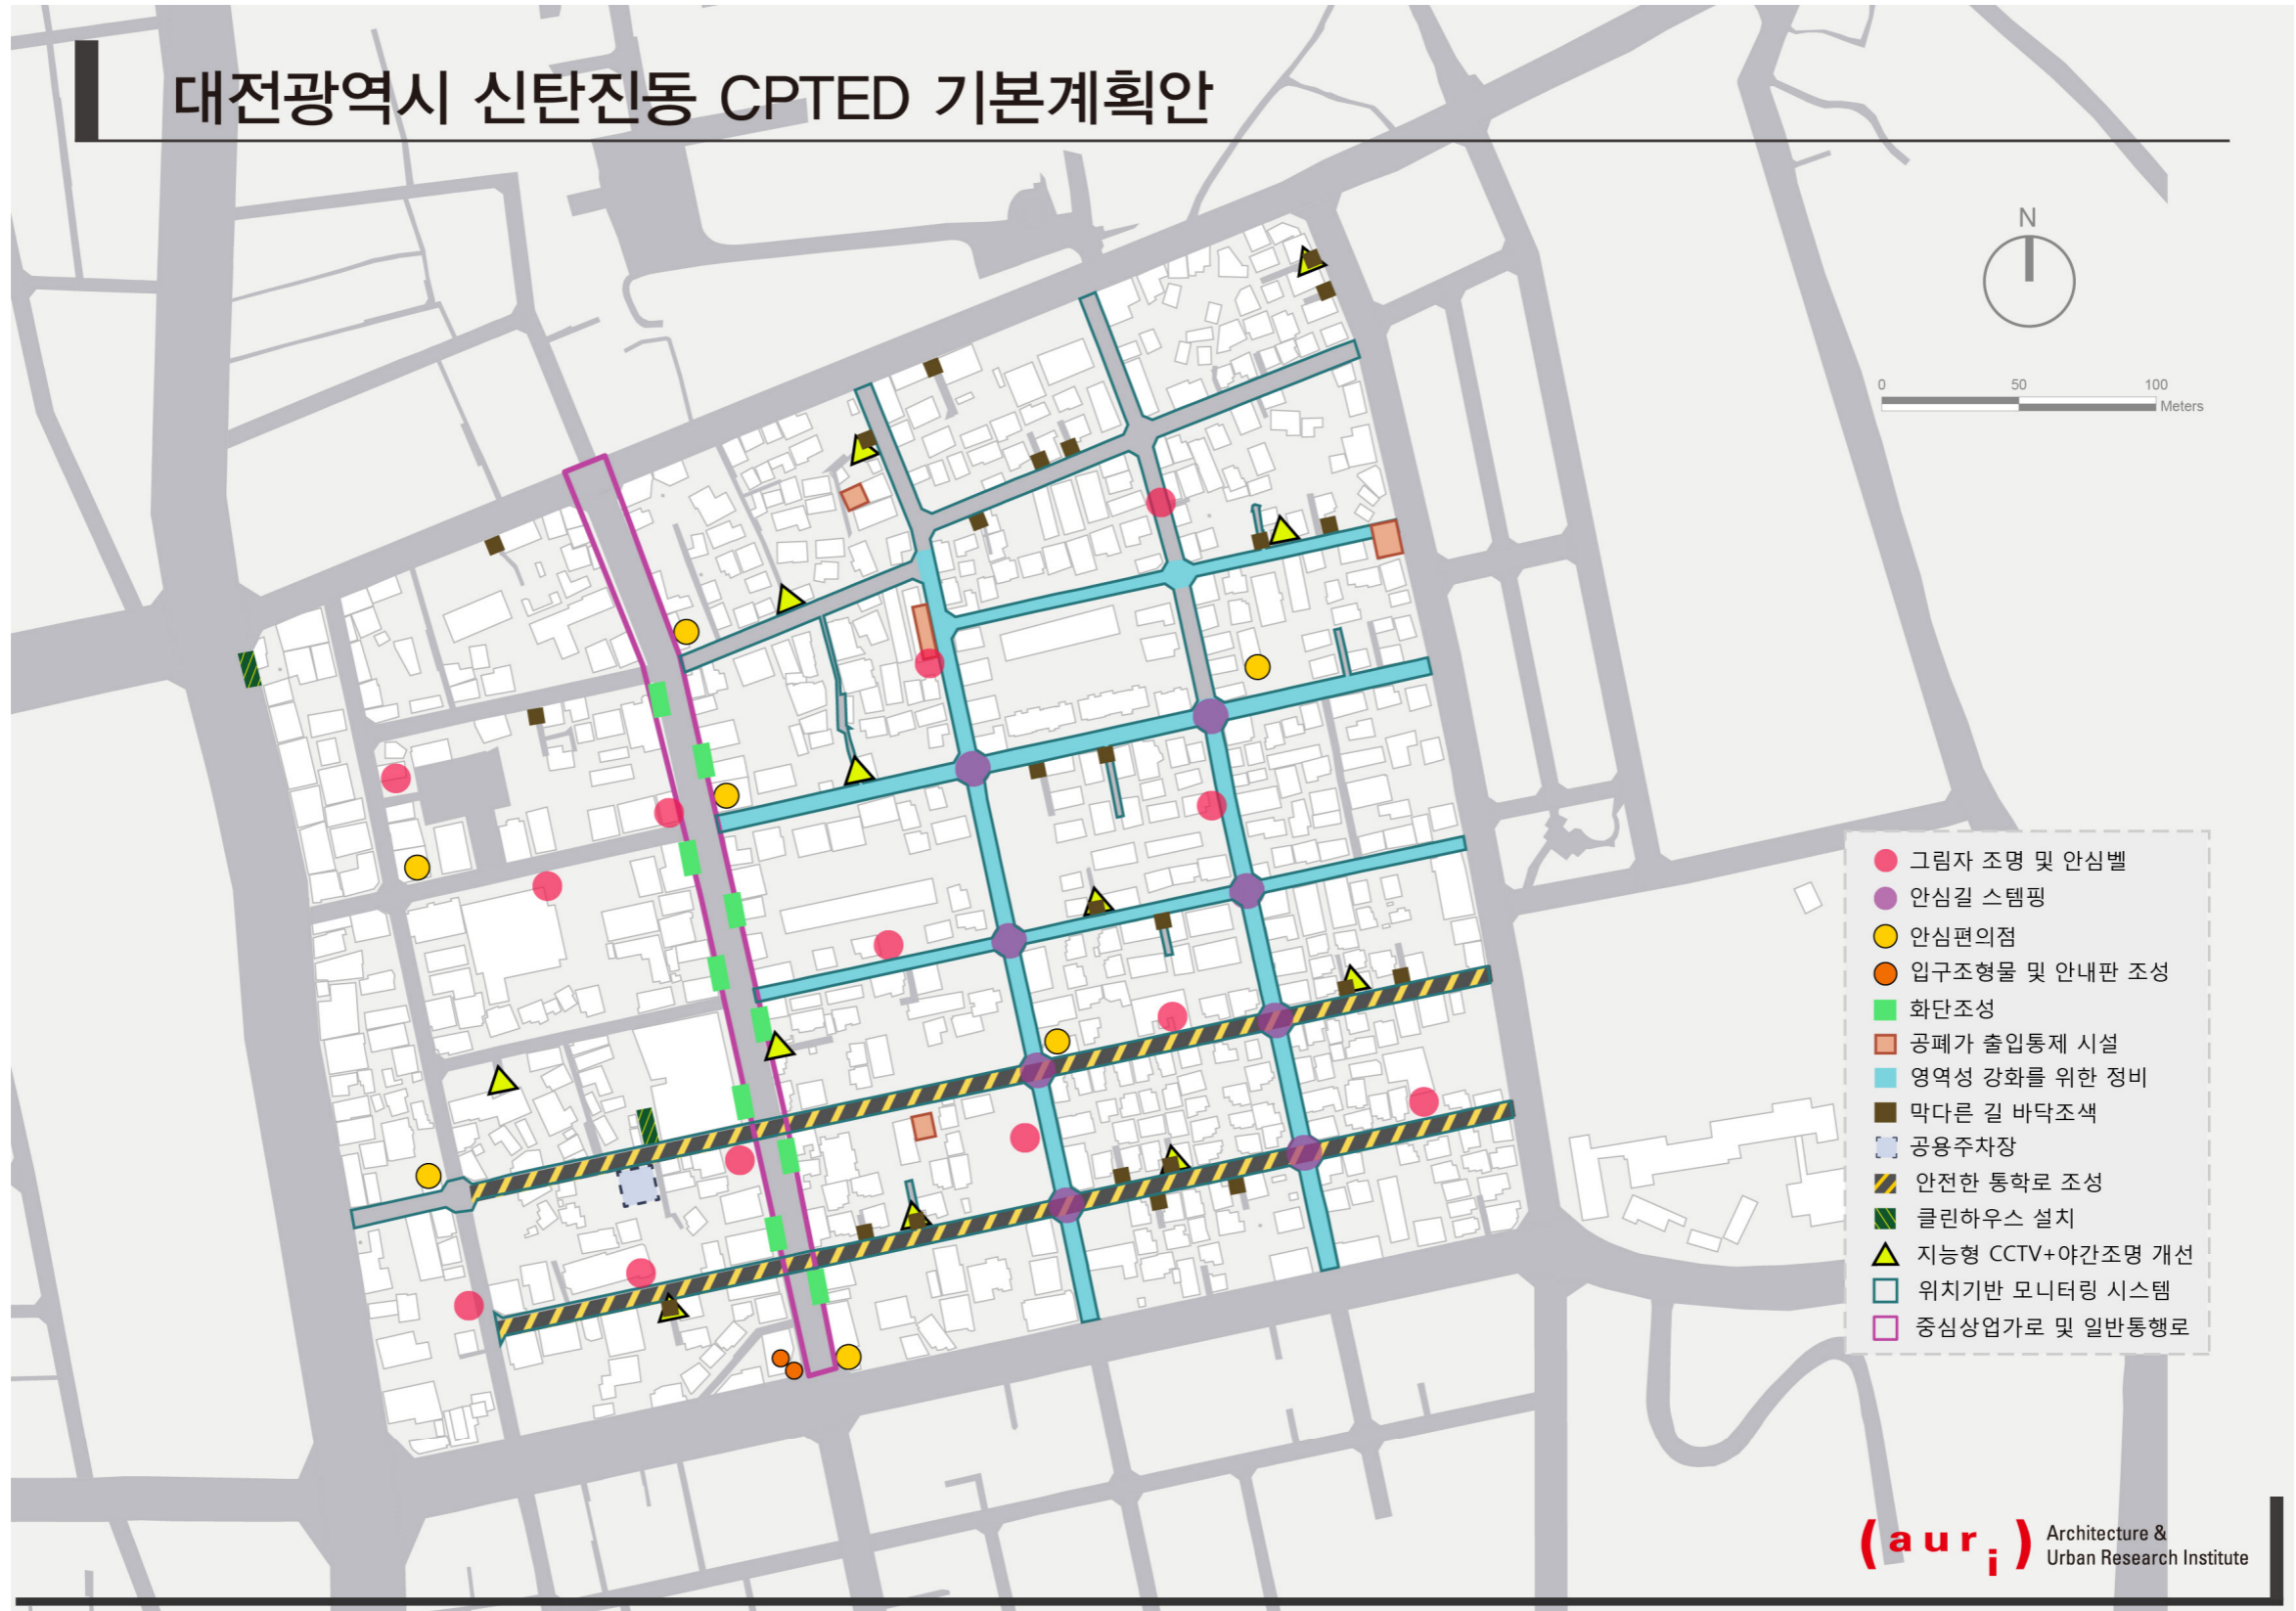 대전광역시 신탄진동 CPTED 기본계획안
N
0 50 100
Meters
그림자 조명 및 안심벨
안심길 스템핑
안심편의점
입구조형물 및 안내판 조성
화단조성
공폐가 출입통제 시설
영역성 강화를 위한 정비
막다른 길 바닥조색
공용주차장
안전한 통학로 조성
클린하우스 설치
지능형 CCTV+야간조명 개선
위치기반 모니터링 시스템
중심상업가로 및 일반통행로
(auri) Architecture &
Urban Research Institute